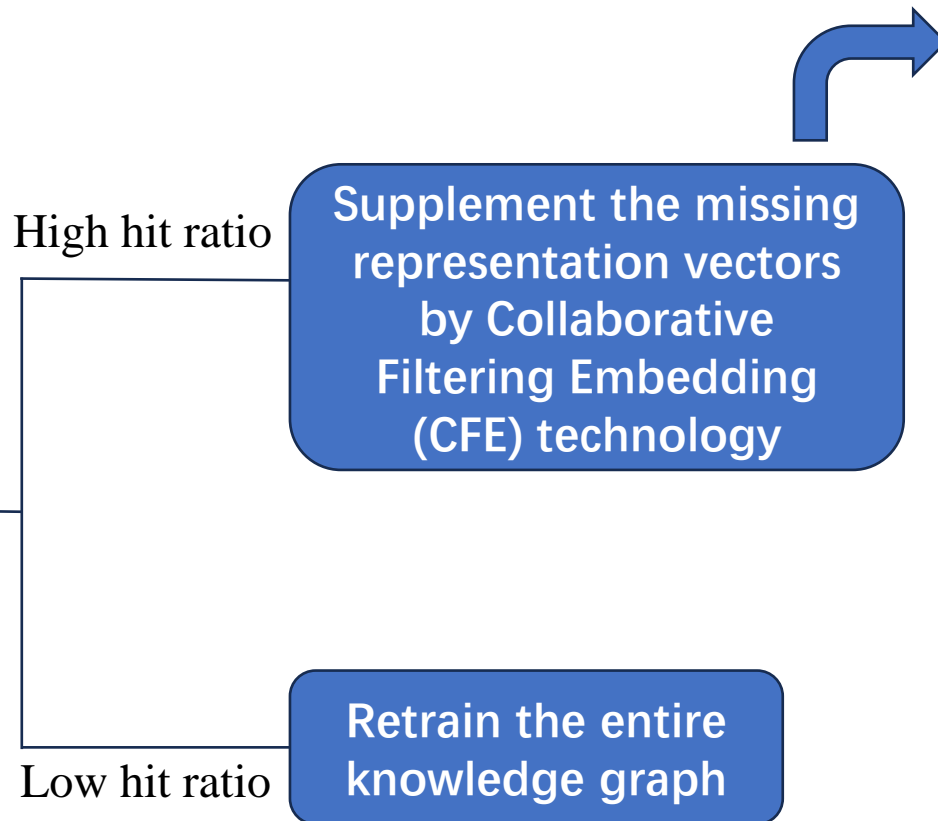 High hit ratio
Supplement the missing
representation vectors
by Collaborative
Filtering Embedding
(CFE) technology
Retrain the entire
knowledge graph
Low hit ratio